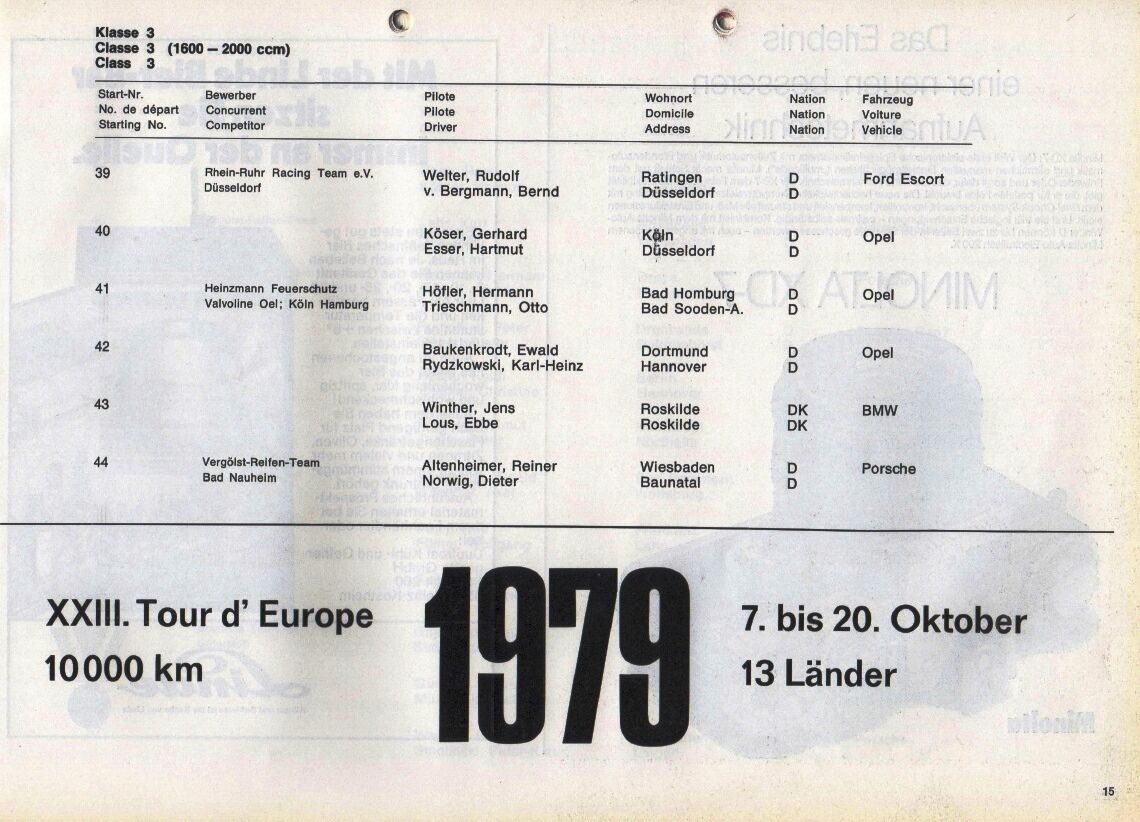 Klasse 3
Classe 3 (1600 – 2000 ccm)
Class 3
Start-Nr. Bewerber Pilote Wohnort Nation Fahrzeug
No. de départ Concurrent Pilote Domicile Nation Voiture
Starting No. Competitor Driver Address Nation Vehicle
39 Rhein-Ruhr Racing Team e.V. Welter, Rudolf Ratingen D Ford Escort
Düsseldorf v. Bergmann, Bernd Düsseldorf D
40 Köser, Gerhard Köln D Opel
Esser, Hartmut Düsseldorf D
41 Heinzmann Feuerschutz Höfler, Hermann Bad Homburg D Opel
Valvoline Oel; Köln Hamburg Trieschmann, Otto Bad Sooden-A. D
42 Baukenkrodt, Ewald Dortmund D Opel
Rydzkowski, Karl-Heinz Hannover D
43 Winther, Jens Roskilde DK BMW
Lous, Ebbe Roskilde DK
44 Vergölst-Reifen-Team Altenheimer, Reiner Wiesbaden D Porsche
Bad Nauheim Norwig, Dieter Baunatal D
XXIII. Tour d' Europe 1979 7. bis 20. Oktober
10 000 km 13 Länder
15